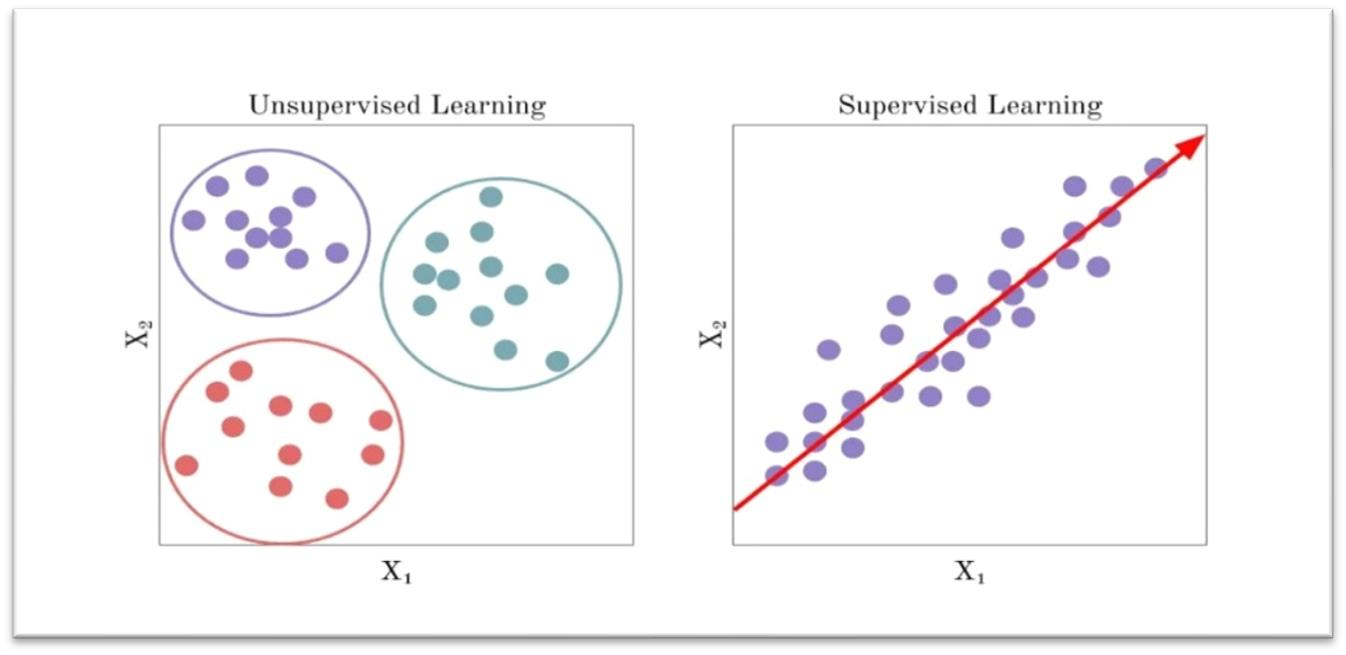 Unsupervised Learning
X₂
X₁
Supervised Learning
X₂
X₁